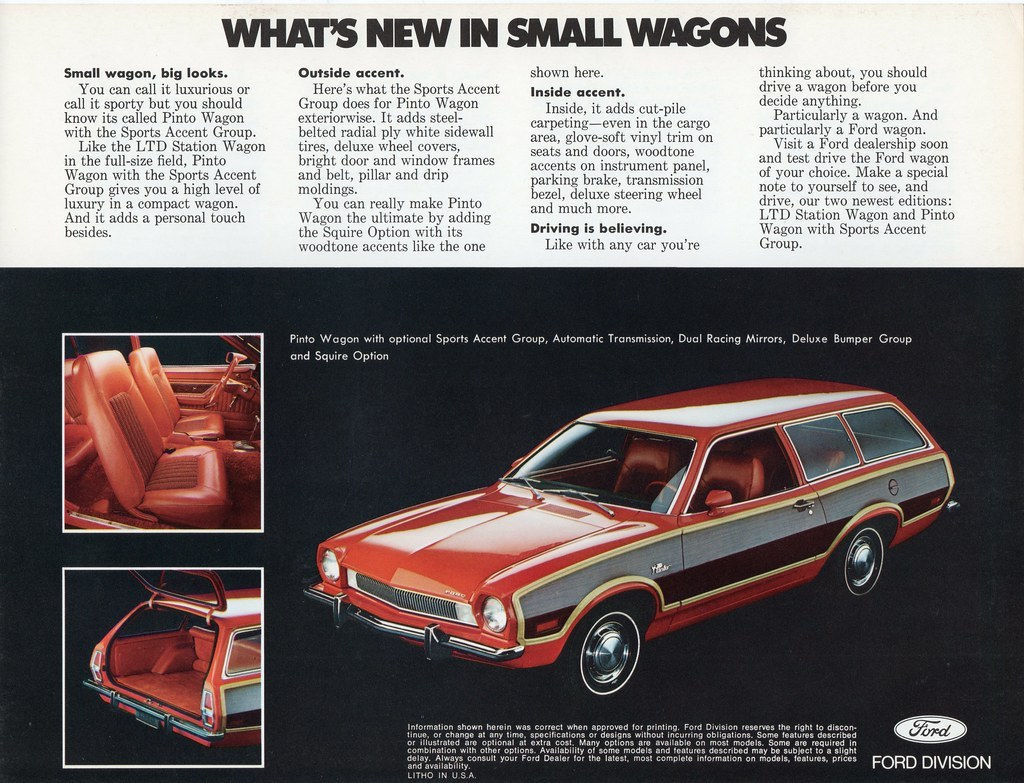 WHAT'S NEW IN SMALL WAGONS
Small wagon, big looks.
You can call it luxurious or
call it sporty but you should
know its called Pinto Wagon
with the Sports Accent Group.
Like the LTD Station Wagon
in the full-size field, Pinto
Wagon with the Sports Accent
Group gives you a high level of
luxury in a compact wagon.
And it adds a personal touch
besides.
Outside accent.
Here's what the Sports Accent
Group does for Pinto Wagon
exteriorwise. It adds steel-
belted radial ply white sidewall
tires, deluxe wheel covers,
bright door and window frames
and belt, pillar and drip
moldings.
You can really make Pinto
Wagon the ultimate by adding
the Squire Option with its
woodtone accents like the one
shown here.
Inside accent.
Inside, it adds cut-pile
carpeting—even in the cargo
area, glove-soft vinyl trim on
seats and doors, woodtone
accents on instrument panel,
parking brake, transmission
bezel, deluxe steering wheel
and much more.
Driving is believing.
Like with any car you're
thinking about, you should
drive a wagon before you
decide anything.
Particularly a wagon. And
particularly a Ford wagon.
Visit a Ford dealership soon
and test drive the Ford wagon
of your choice. Make a special
note to yourself to see, and
drive, our two newest editions:
LTD Station Wagon and Pinto
Wagon with Sports Accent
Group.
Pinto Wagon with optional Sports Accent Group, Automatic Transmission, Dual Racing Mirrors, Deluxe Bumper Group
and Squire Option
FORD
Information shown herein was correct when approved for printing. Ford Division reserves the right to discon-
tinue, or change at any time, specifications or designs without incurring obligations. Some features described
or illustrated are optional at extra cost. Many options are available on most models. Some are required in
combination with other options. Availability of some models and features described may be subject to a slight
delay. Always consult your Ford Dealer for the latest, most complete information on models, features, prices
and availability.
LITHO IN U.S.A.
Ford
FORD DIVISION